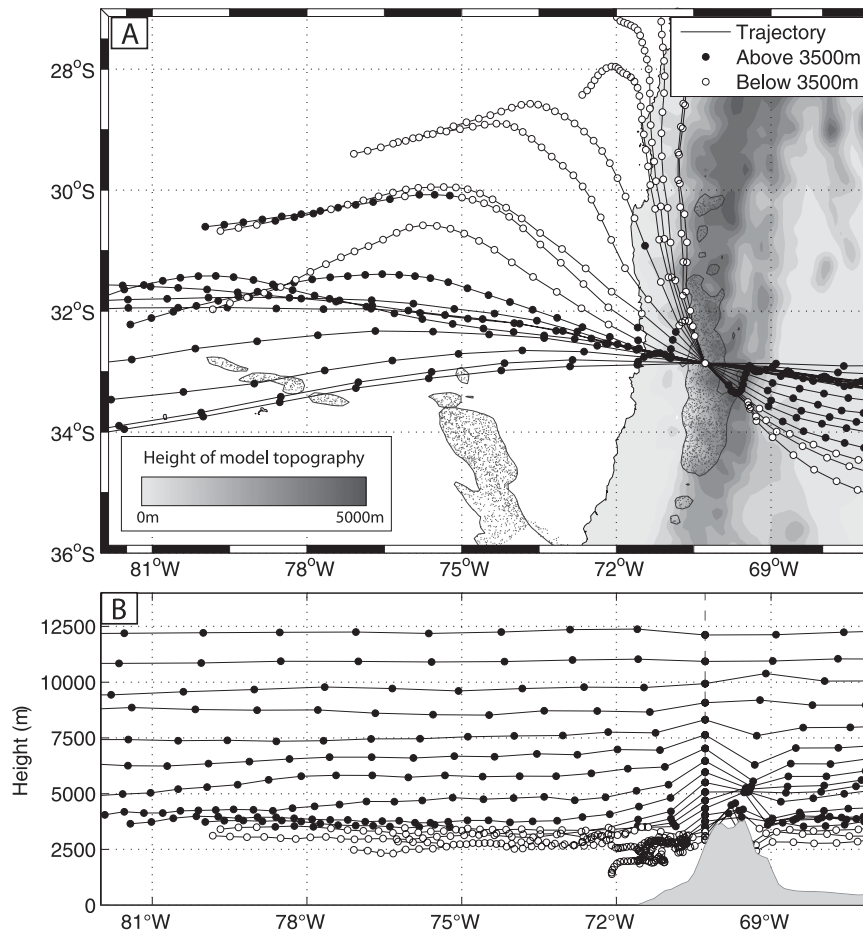 A
Trajectory
Above 3500m
Below 3500m
28°S
30°S
32°S
34°S
36°S
Height of model topography
0m
5000m
81°W
78°W
75°W
72°W
69°W
B
12500
10000
7500
5000
2500
0
Height (m)
81°W
78°W
75°W
72°W
69°W